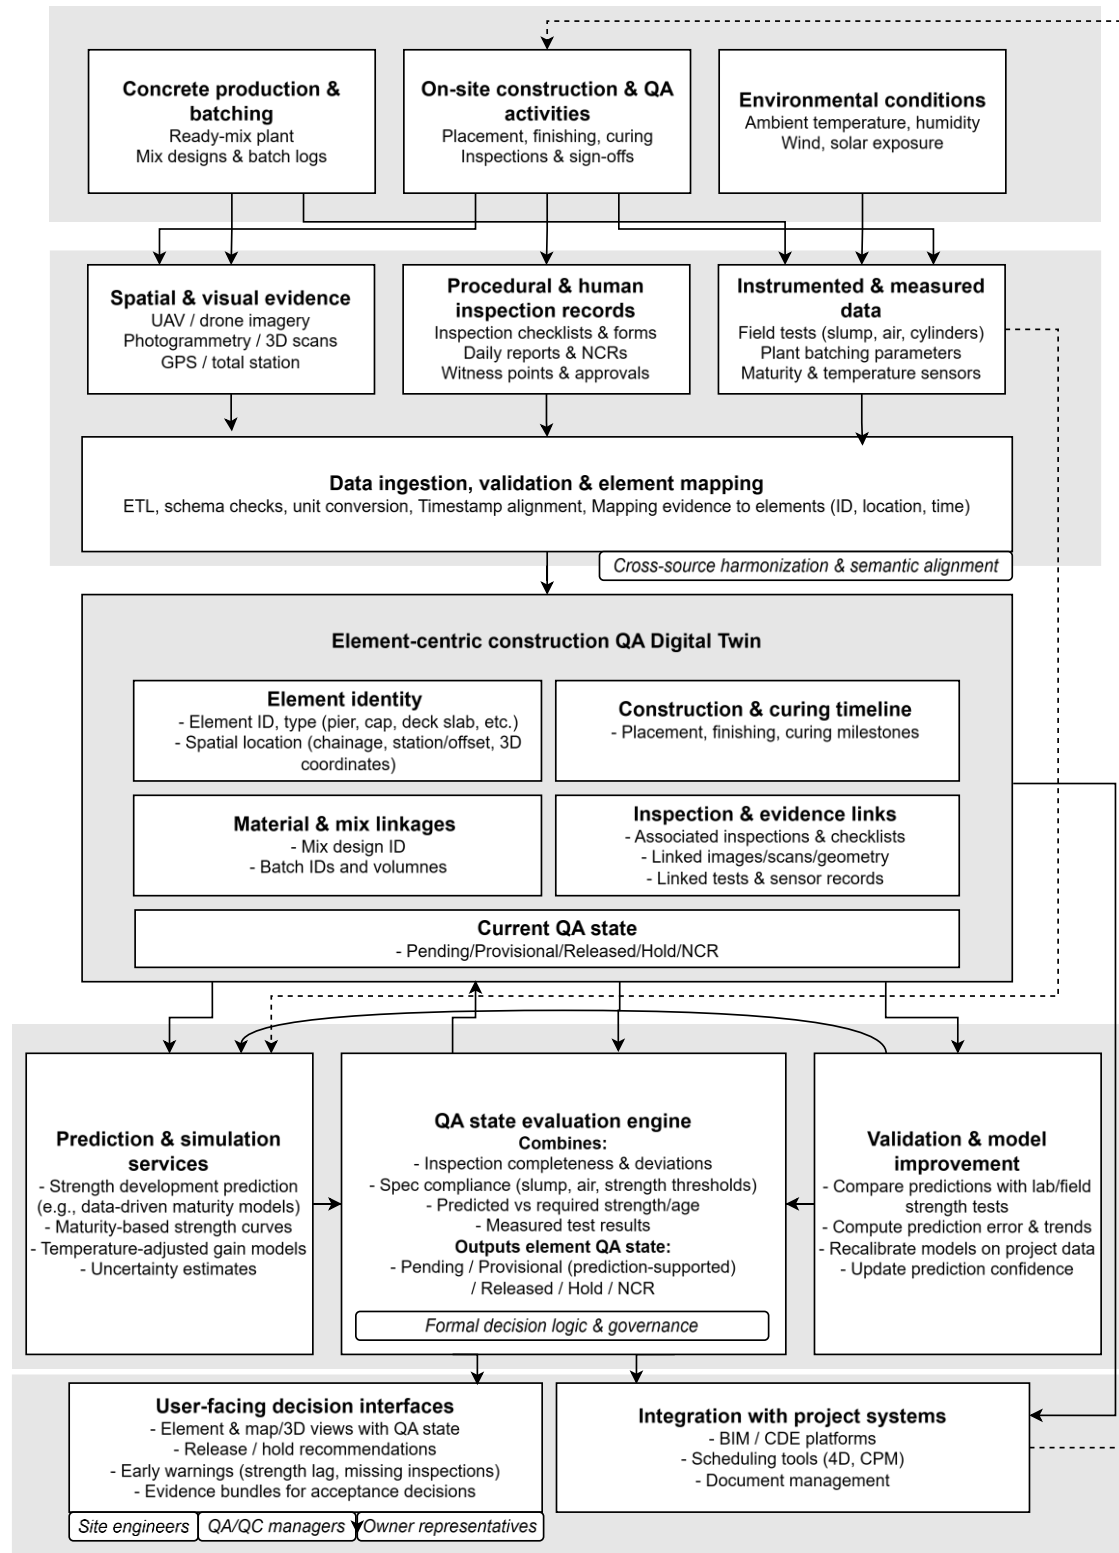 Concrete production &
batching
Ready-mix plant
Mix designs & batch logs
On-site construction & QA
activities
Placement, finishing, curing
Inspections & sign-offs
Environmental conditions
Ambient temperature, humidity
Wind, solar exposure
Spatial & visual evidence
UAV / drone imagery
Photogrammetry / 3D scans
GPS / total station
Procedural & human
inspection records
Inspection checklists & forms
Daily reports & NCRs
Witness points & approvals
Instrumented & measured
data
Field tests (slump, air, cylinders)
Plant batching parameters
Maturity & temperature sensors
Data ingestion, validation & element mapping
ETL, schema checks, unit conversion, Timestamp alignment, Mapping evidence to elements (ID, location, time)
Cross-source harmonization & semantic alignment
Element-centric construction QA Digital Twin
Element identity
- Element ID, type (pier, cap, deck slab, etc.)
- Spatial location (chainage, station/offset, 3D
coordinates)
Construction & curing timeline
- Placement, finishing, curing milestones
Material & mix linkages
- Mix design ID
- Batch IDs and volumnes
Inspection & evidence links
- Associated inspections & checklists
- Linked images/scans/geometry
- Linked tests & sensor records
Current QA state
- Pending/Provisional/Released/Hold/NCR
Prediction & simulation
services
- Strength development prediction
(e.g., data-driven maturity models)
- Maturity-based strength curves
- Temperature-adjusted gain models
- Uncertainty estimates
QA state evaluation engine
Combines:
- Inspection completeness & deviations
- Spec compliance (slump, air, strength thresholds)
- Predicted vs required strength/age
- Measured test results
Outputs element QA state:
- Pending / Provisional (prediction-supported)
/ Released / Hold / NCR
Formal decision logic & governance
Validation & model
improvement
- Compare predictions with lab/field
strength tests
- Compute prediction error & trends
- Recalibrate models on project data
- Update prediction confidence
User-facing decision interfaces
- Element & map/3D views with QA state
- Release / hold recommendations
- Early warnings (strength lag, missing inspections)
- Evidence bundles for acceptance decisions
Site engineers
QA/QC managers
Owner representatives
Integration with project systems
- BIM / CDE platforms
- Scheduling tools (4D, CPM)
- Document management